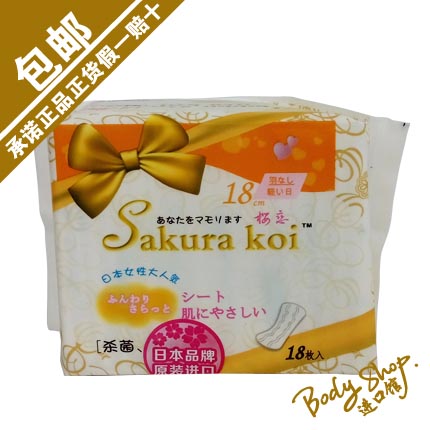 包邮
承诺正品正货假一赔十
18cm
羽なし
軽い日
あなたをマモります 桜恋
Sakura koi™
日本女性大人気
ふんわり
さらっと
シート
肌にやさしい
[杀菌、
日本品牌
原装进口
18枚入
Body Shop.
进口馆